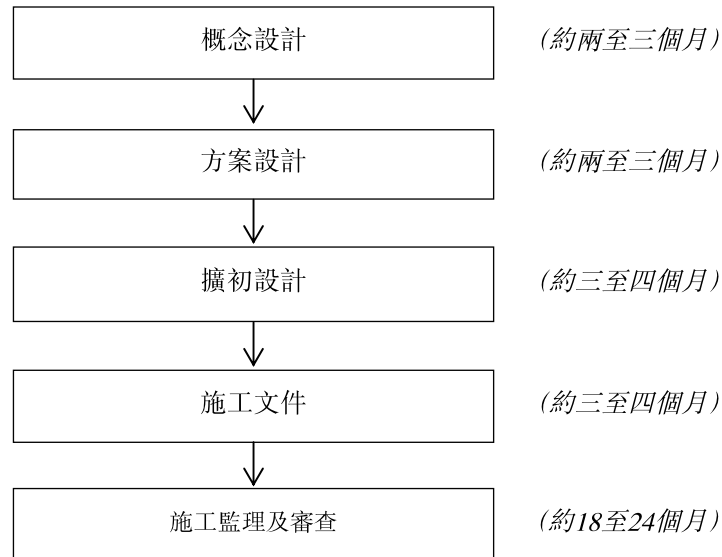 概念設計 (約兩至三個月)
方案設計 (約兩至三個月)
擴初設計 (約三至四個月)
施工文件 (約三至四個月)
施工監理及審查 (約18至24個月)